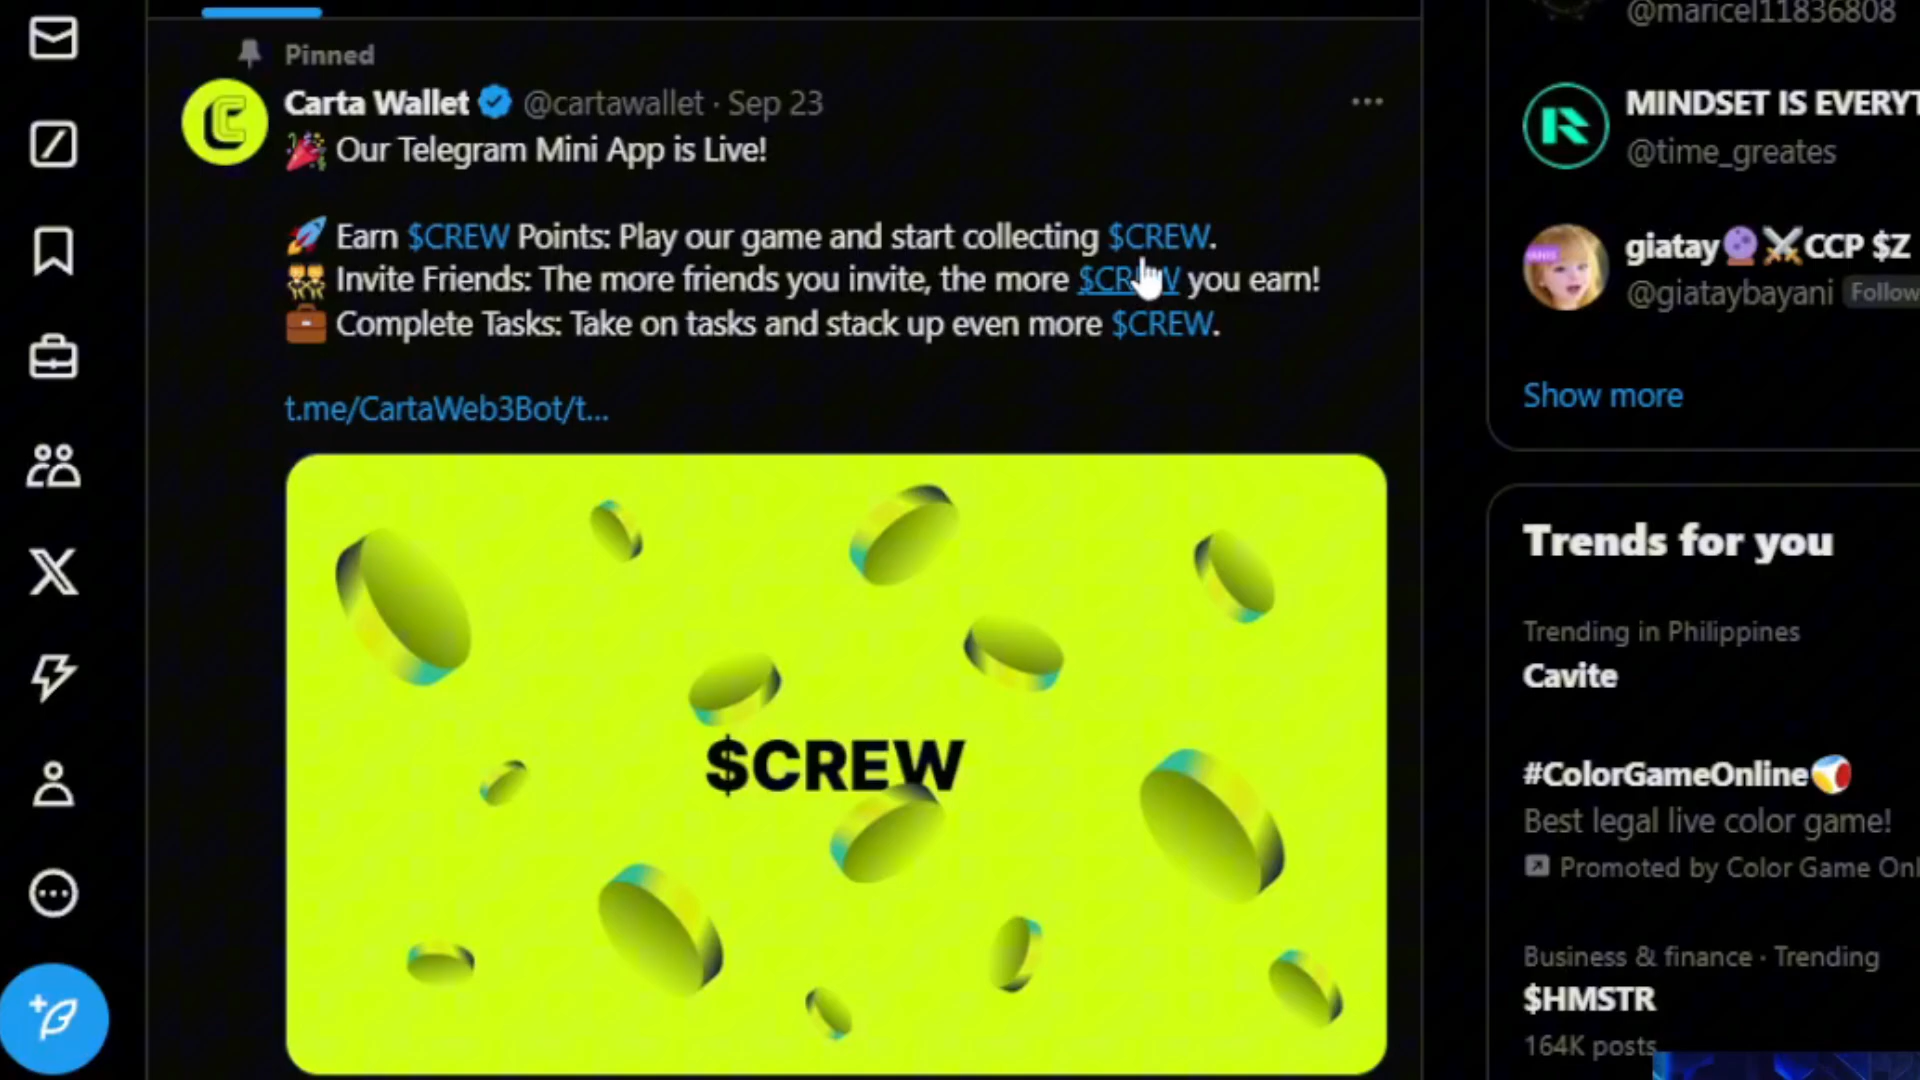 Pinned
Carta Wallet @cartawallet · Sep 23
🎉 Our Telegram Mini App is Live!
🚀 Earn $CREW Points: Play our game and start collecting $CREW.
👯 Invite Friends: The more friends you invite, the more $CREW you earn!
💼 Complete Tasks: Take on tasks and stack up even more $CREW.
t.me/CartaWeb3Bot/t...
$CREW
@maricel11836808
MINDSET IS EVERYT
@time_greates
giatay🔮⚔️CCP $Z
@giataybayani Follow
Show more
Trends for you
Trending in Philippines
Cavite
#ColorGameOnline
Best legal live color game!
Promoted by Color Game Onl
Business & finance · Trending
$HMSTR
164K posts